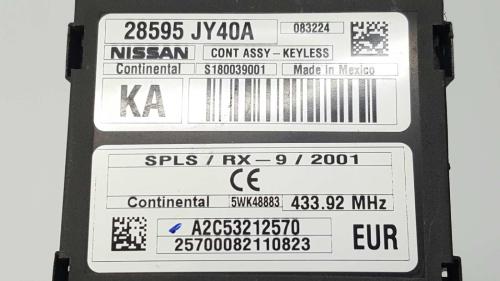 28595 JY40A 083224
NISSAN CONT ASSY-KEYLESS
Continental S180039001 Made in Mexico
KA
SPLS / RX-9 / 2001
CE
Continental 5WK48883 433.92 MHz
A2C53212570
25700082110823 EUR